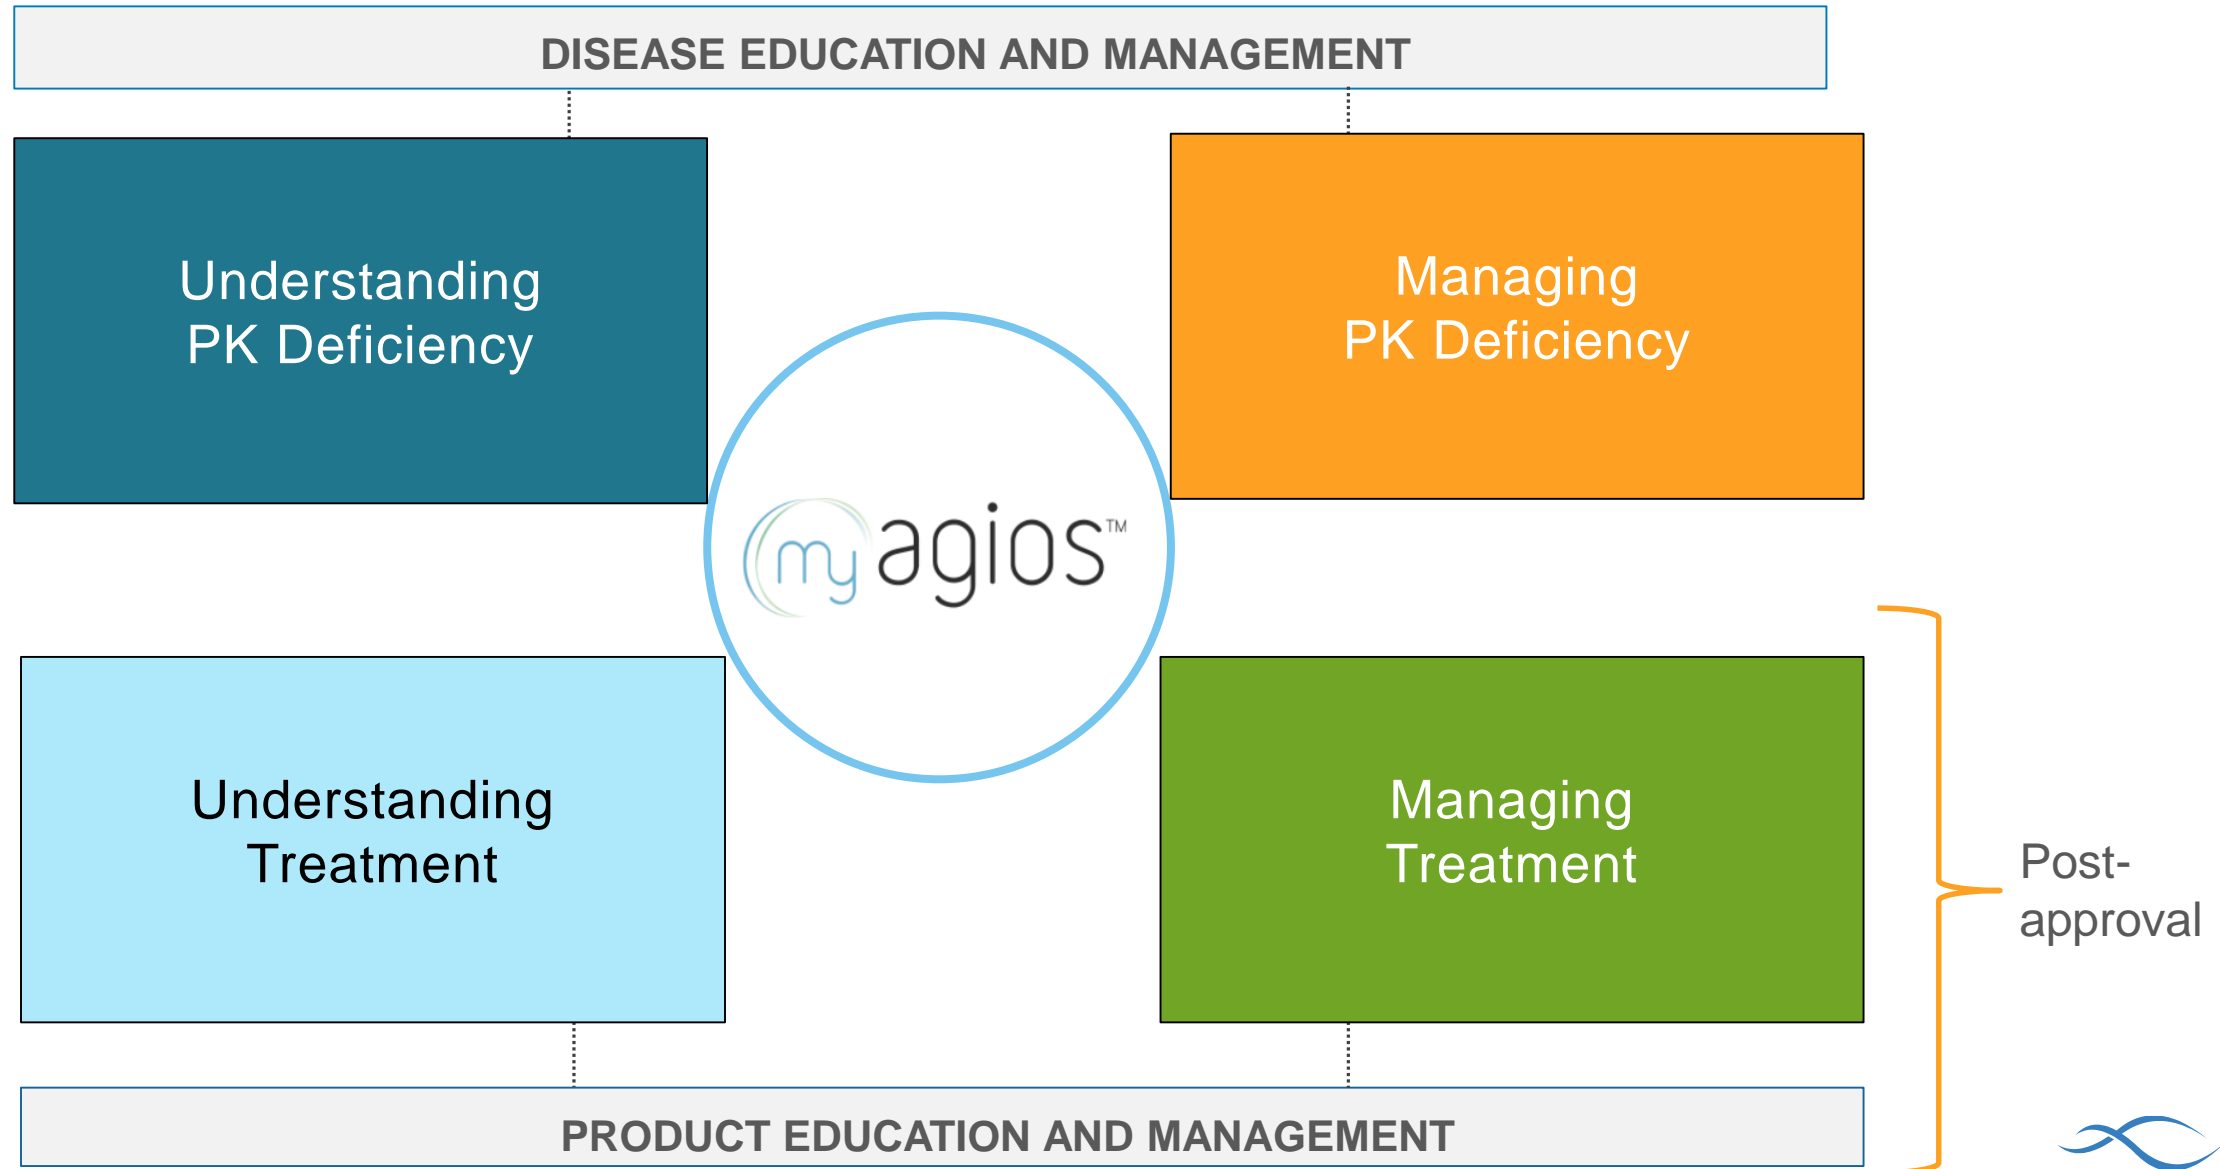 DISEASE EDUCATION AND MANAGEMENT
Understanding
PK Deficiency
Managing
PK Deficiency
my agios™
Understanding
Treatment
Managing
Treatment
Post-
approval
PRODUCT EDUCATION AND MANAGEMENT